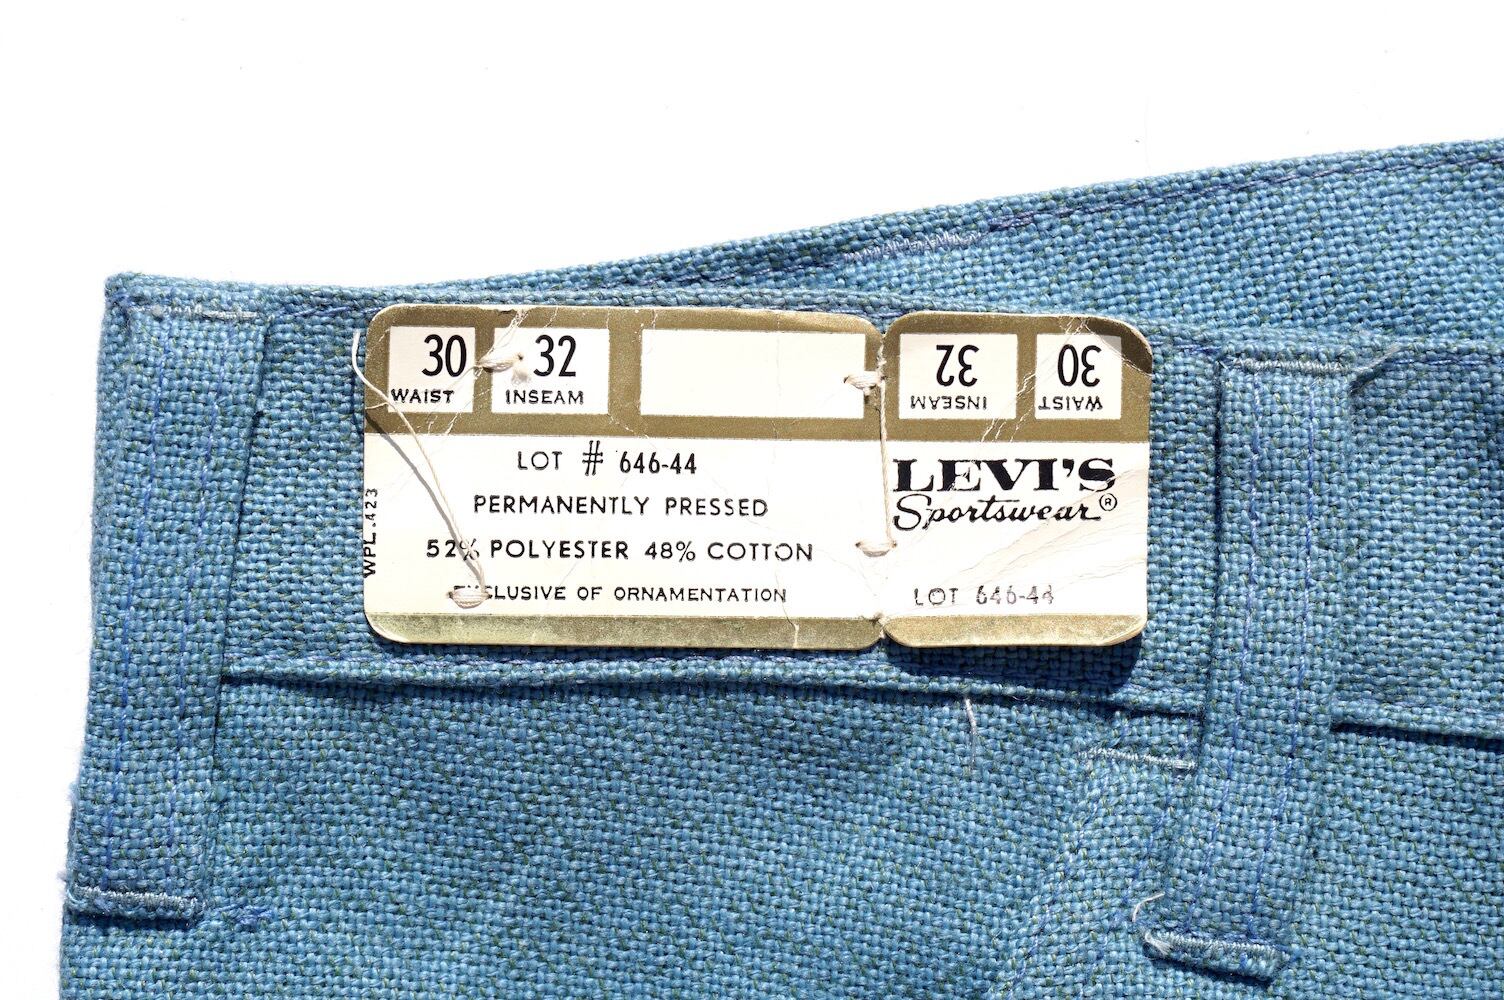 30 32
WAIST INSEAM
LOT # 646-44
PERMANENTLY PRESSED
52% POLYESTER 48% COTTON
EXCLUSIVE OF ORNAMENTATION
WPL.423
30 32
WAIST INSEAM
LEVI'S
Sportswear®
LOT 646-44